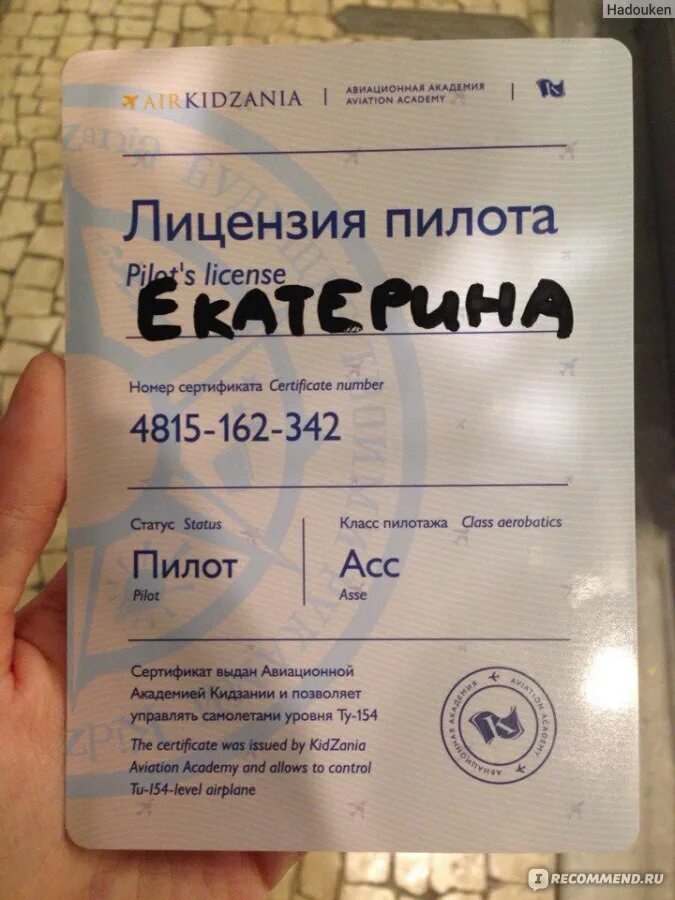 Hadouken
AIRKIDZANIA | АВИАЦИОННАЯ АКАДЕМИЯ
AVIATION ACADEMY
Лицензия пилота
Pilot's license
ЕКАТЕРИНА
Номер сертификата Certificate number
4815-162-342
Статус Status
Пилот
Pilot
Класс пилотажа Class aerobatics
Асс
Asse
Сертификат выдан Авиационной
Академией Кидзании и позволяет
управлять самолетами уровня Ту-154
The certificate was issued by KidZania
Aviation Academy and allows to control
Tu-154-level airplane
АВИАЦИОННАЯ АКАДЕМИЯ
AVIATION ACADEMY
IRECOMMEND.RU